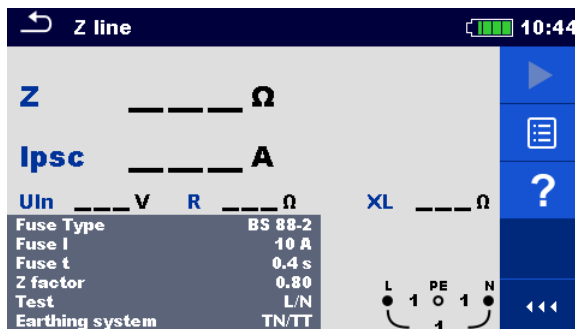 Z line 10:44
Z ___ Ω
Ipsc ___ A
Uln ___ V R ___ Ω XL ___ Ω
Fuse Type BS 88-2
Fuse I 10 A
Fuse t 0.4 s
Z factor 0.80
Test L/N
Earthing system TN/TT
?
L PE N
1 1
1